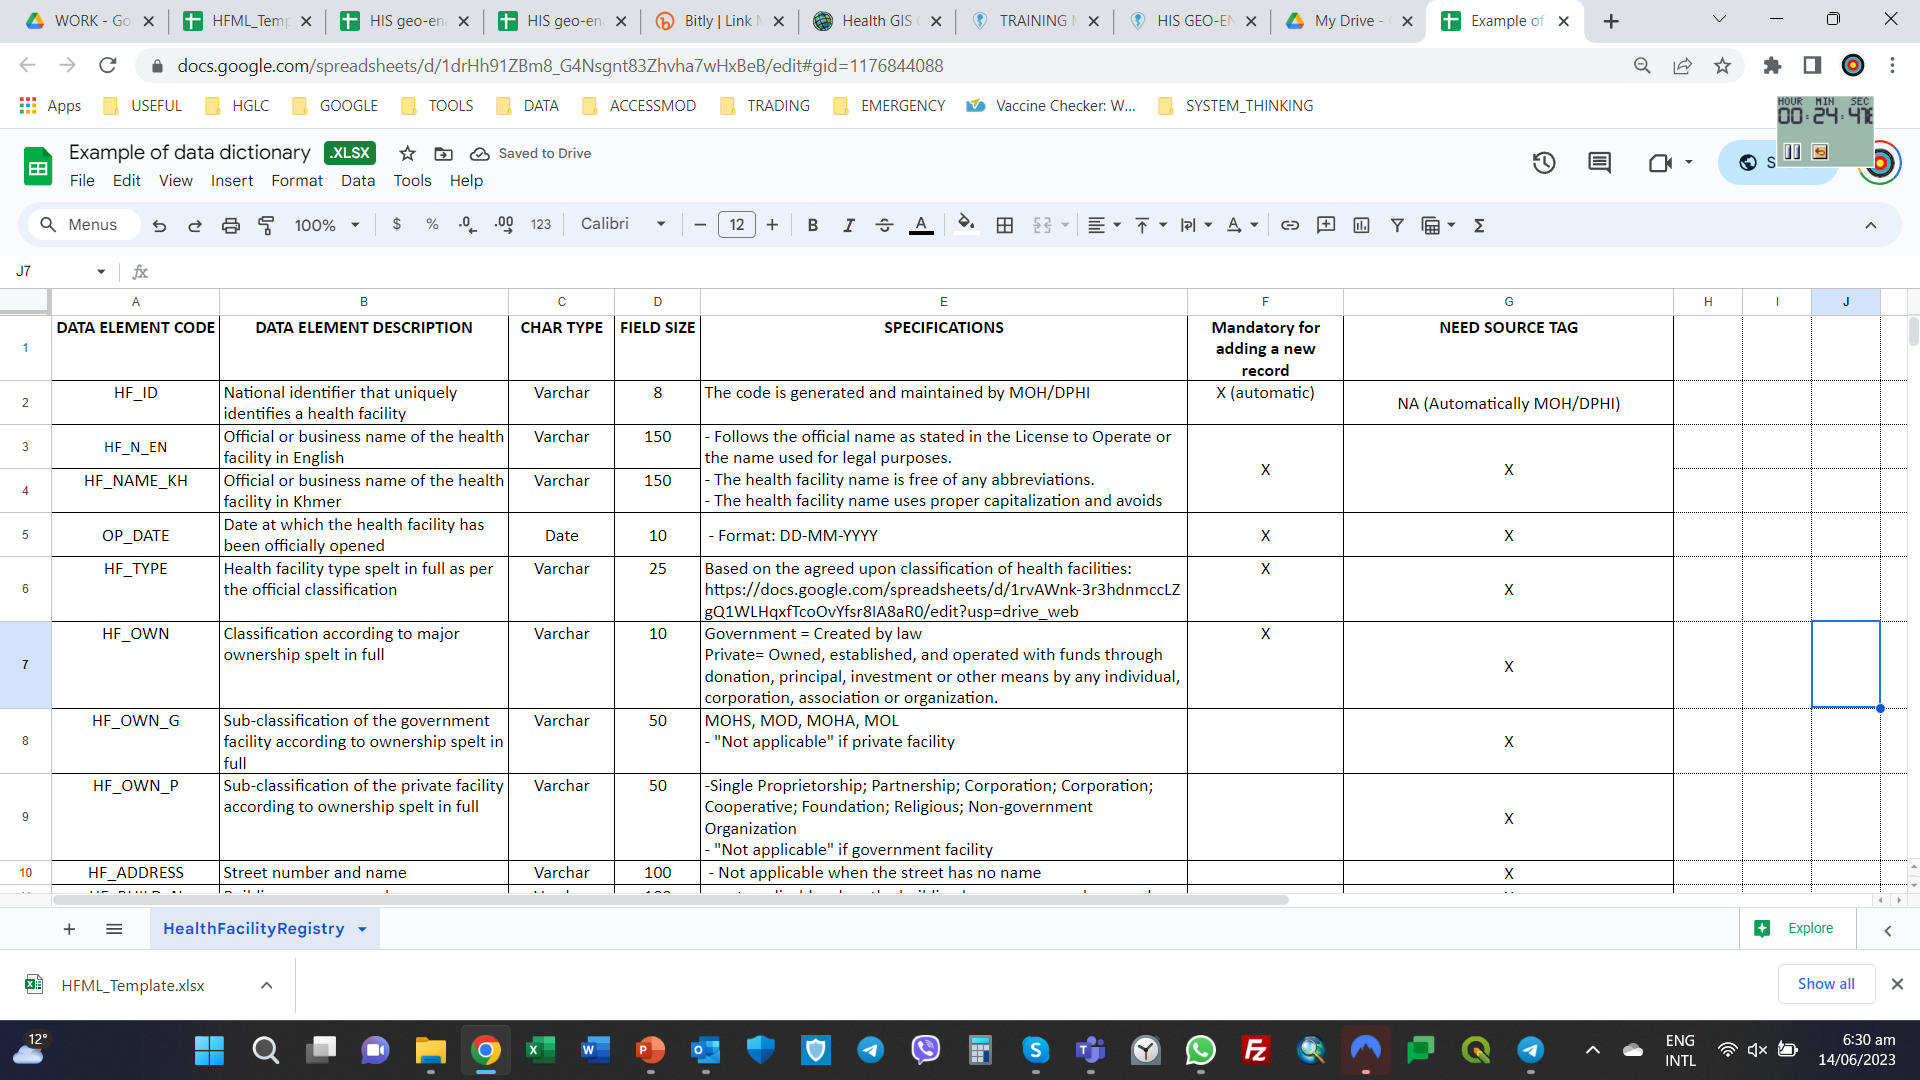 WORK - Go
HFML_Temp
HIS geo-en
HIS geo-en
Bitly | Link M
Health GIS C
TRAINING M
HIS GEO-EN
My Drive -
Example of
docs.google.com/spreadsheets/d/1drHh91ZBm8_G4Nsgnt83Zhvha7wHxBeB/edit#gid=1176844088
Apps USEFUL HGLC GOOGLE TOOLS DATA ACCESSMOD TRADING EMERGENCY Vaccine Checker: W... SYSTEM_THINKING
HOUR MIN SEC
00:24:47
Example of data dictionary .XLSX Saved to Drive
File Edit View Insert Format Data Tools Help
Menus 100% $ % .0 .00 123 Calibri 12 B I A Σ
J7 fx
A B C D E F G H I J
1
DATA ELEMENT CODE
DATA ELEMENT DESCRIPTION
CHAR TYPE
FIELD SIZE
SPECIFICATIONS
Mandatory for
adding a new
record
NEED SOURCE TAG
2
HF_ID
National identifier that uniquely
identifies a health facility
Varchar
8
The code is generated and maintained by MOH/DPHI
X (automatic)
NA (Automatically MOH/DPHI)
3
HF_N_EN
Official or business name of the health
facility in English
Varchar
150
- Follows the official name as stated in the License to Operate or
the name used for legal purposes.
- The health facility name is free of any abbreviations.
- The health facility name uses proper capitalization and avoids
X
X
4
HF_NAME_KH
Official or business name of the health
facility in Khmer
Varchar
150
5
OP_DATE
Date at which the health facility has
been officially opened
Date
10
- Format: DD-MM-YYYY
X
X
6
HF_TYPE
Health facility type spelt in full as per
the official classification
Varchar
25
Based on the agreed upon classification of health facilities:
https://docs.google.com/spreadsheets/d/1rvAWnk-3r3hdnmccLZ
gQ1WLHqxfTcoOvYfsr8IA8aR0/edit?usp=drive_web
X
X
7
HF_OWN
Classification according to major
ownership spelt in full
Varchar
10
Government = Created by law
Private= Owned, established, and operated with funds through
donation, principal, investment or other means by any individual,
corporation, association or organization.
X
X
8
HF_OWN_G
Sub-classification of the government
facility according to ownership spelt in
full
Varchar
50
MOHS, MOD, MOHA, MOL
- "Not applicable" if private facility
X
9
HF_OWN_P
Sub-classification of the private facility
according to ownership spelt in full
Varchar
50
-Single Proprietorship; Partnership; Corporation; Corporation;
Cooperative; Foundation; Religious; Non-government
Organization
- "Not applicable" if government facility
X
10
HF_ADDRESS
Street number and name
Varchar
100
- Not applicable when the street has no name
X
HealthFacilityRegistry
Explore
HFML_Template.xlsx
Show all
12°
ENG
INTL
6:30 am
14/06/2023